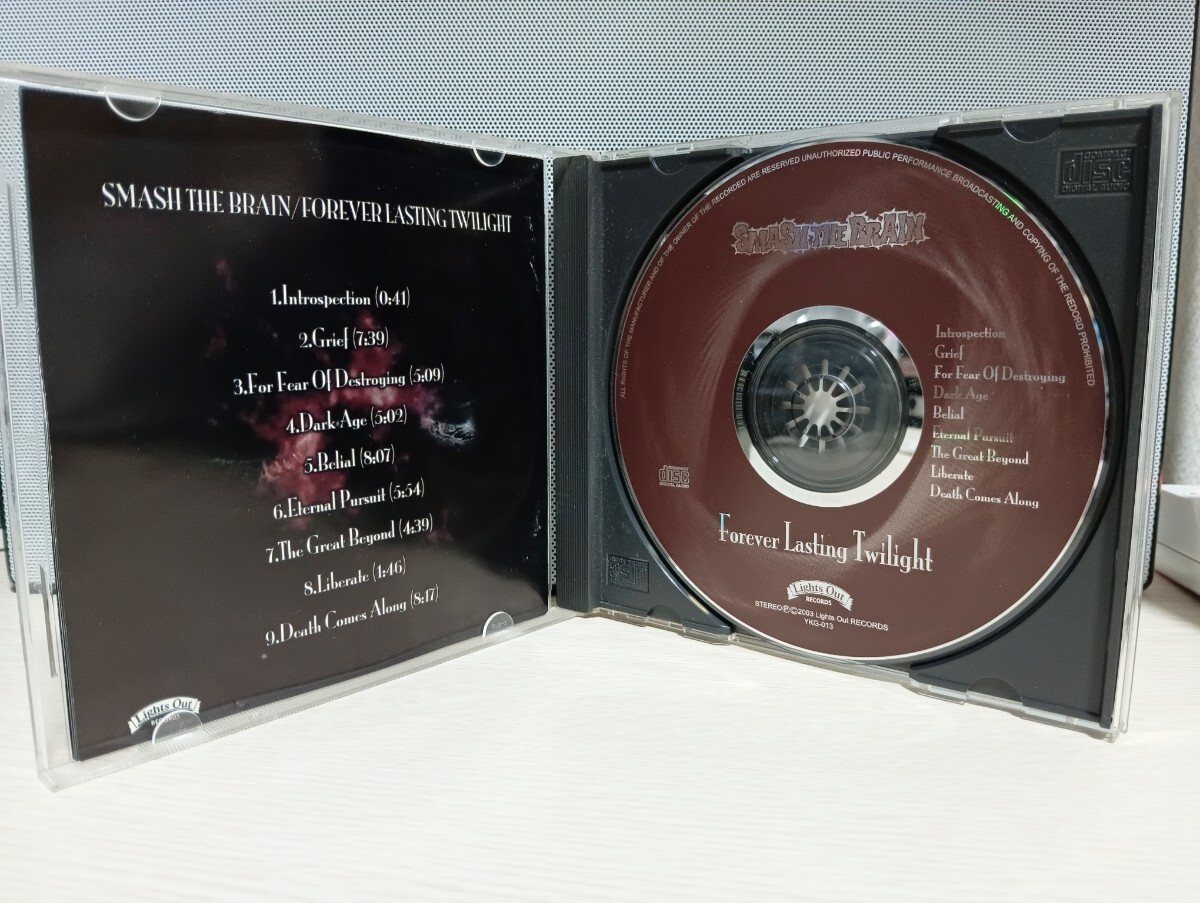 SMASH THE BRAIN/FOREVER LASTING TWILIGHT
1.Introspection (0:41)
2.Grief (7:39)
3.For Fear Of Destroying (5:09)
4.Dark Age (5:02)
5.Belial (8:07)
6.Eternal Pursuit (5:54)
7.The Great Beyond (4:39)
8.Liberate (1:46)
9.Death Comes Along (8:17)
Lights Out
RECORDS
ALL RIGHTS OF THE MANUFACTURER AND OF THE OWNER OF THE RECORDED ARE RESERVED UNAUTHORIZED PUBLIC PERFORMANCE BROADCASTING AND COPYING OF THE REDORD PROHIBITED
SMASH THE BRAIN
Introspection
Grief
For Fear Of Destroying
Dark Age
Belial
Eternal Pursuit
The Great Beyond
Liberate
Death Comes Along
COMPACT
disc
DIGITAL AUDIO
Forever Lasting Twilight
Lights Out
RECORDS
STEREO Ⓟ©2003 Lights Out RECORDS
YKG-013
COMPACT
disc
DIGITAL AUDIO
disc